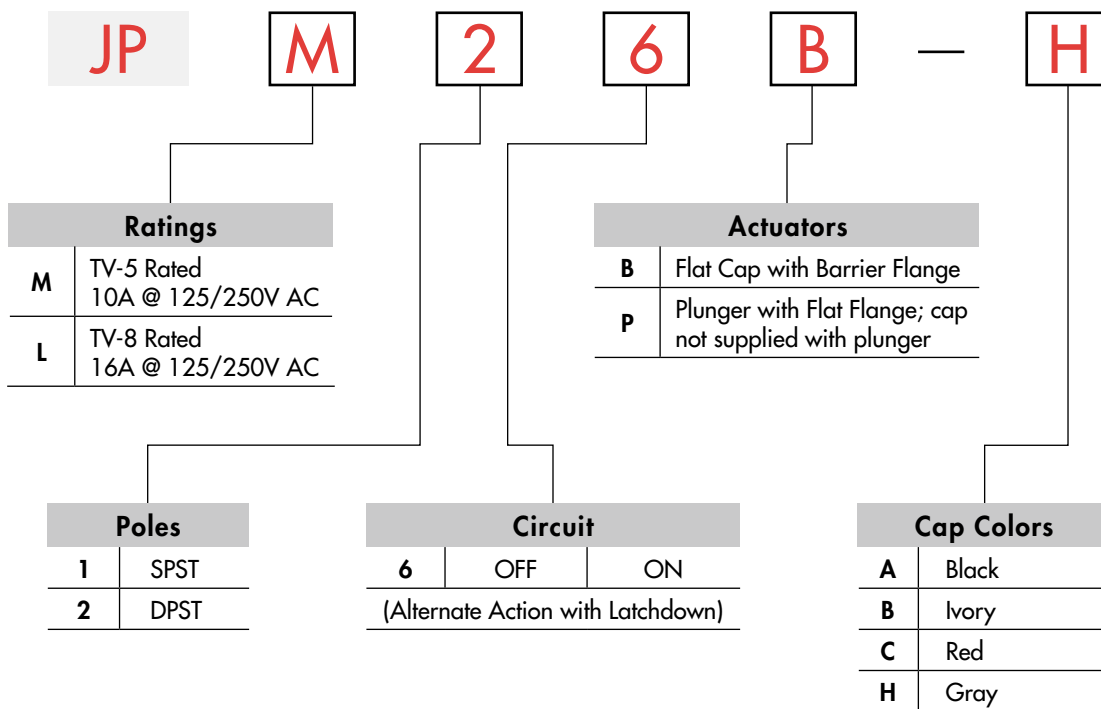 JP M 2 6 B — H
Ratings
M TV-5 Rated
10A @ 125/250V AC
L TV-8 Rated
16A @ 125/250V AC
Actuators
B Flat Cap with Barrier Flange
P Plunger with Flat Flange; cap
not supplied with plunger
Poles
1 SPST
2 DPST
Circuit
6 OFF ON
(Alternate Action with Latchdown)
Cap Colors
A Black
B Ivory
C Red
H Gray